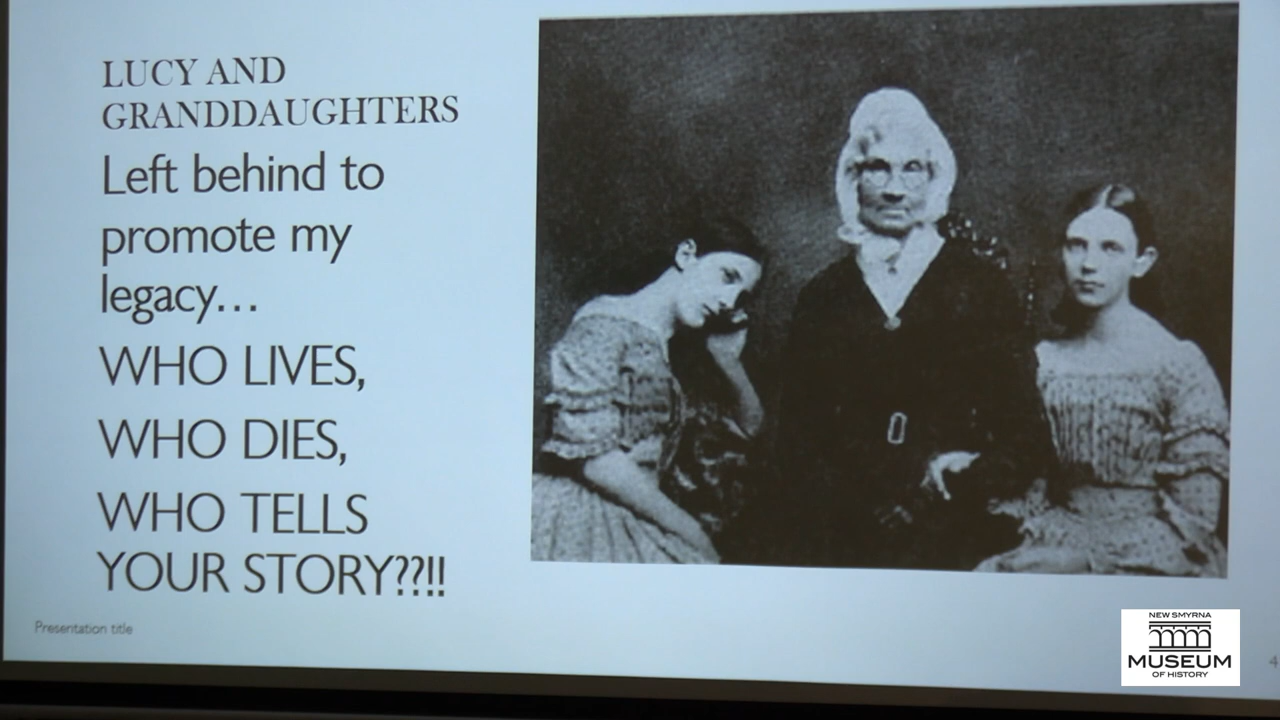 LUCY AND
GRANDDAUGHTERS
Left behind to
promote my
legacy...
WHO LIVES,
WHO DIES,
WHO TELLS
YOUR STORY??!!
Presentation title
4
NEW SMYRNA
MUSEUM
OF HISTORY